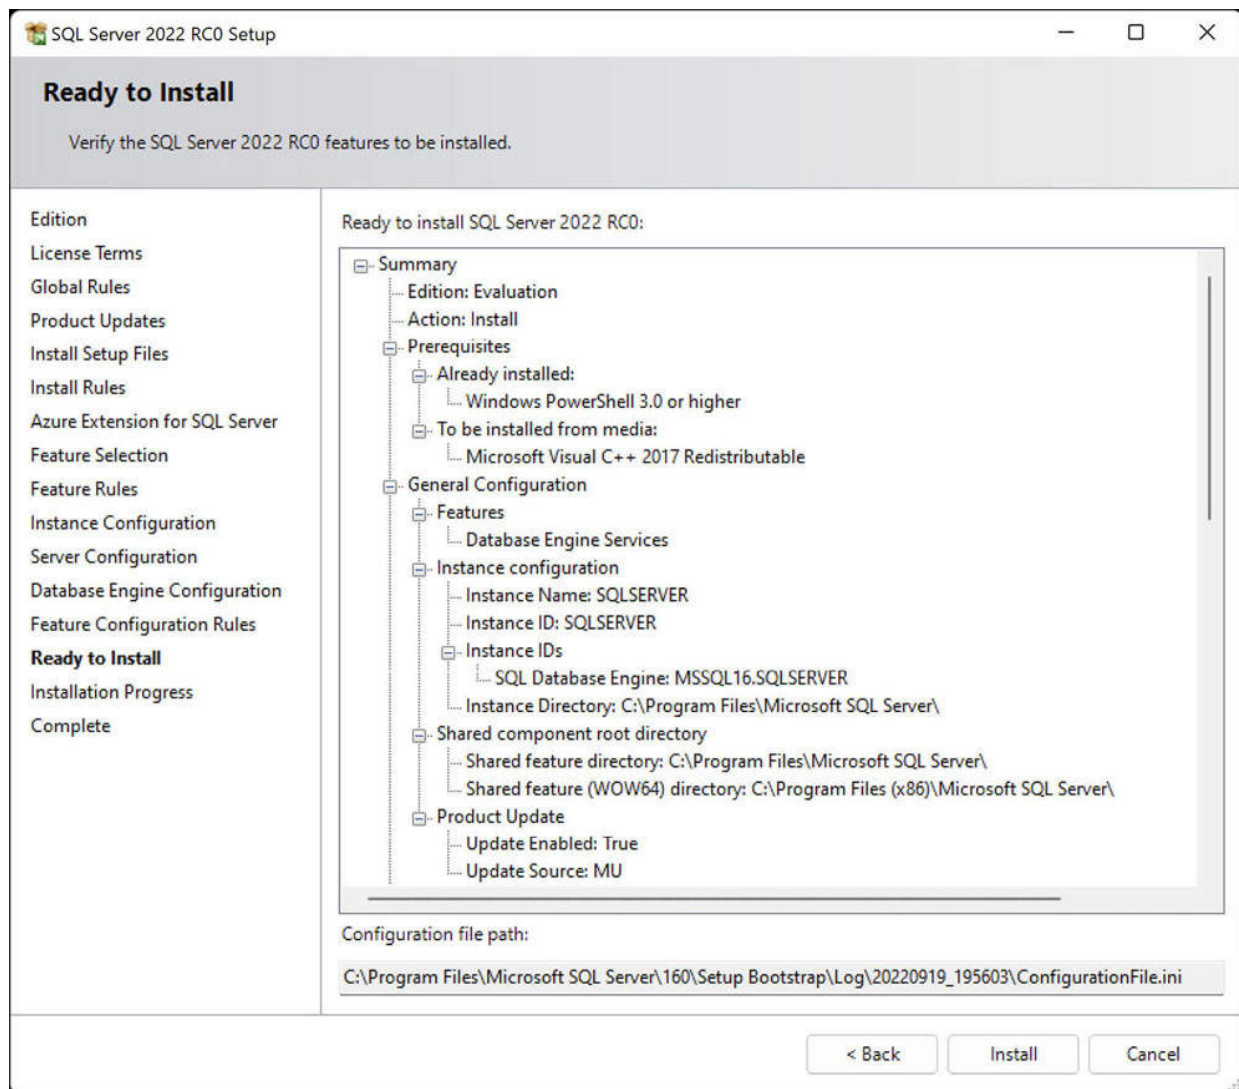 SQL Server 2022 RC0 Setup
Ready to Install
Verify the SQL Server 2022 RC0 features to be installed.
Edition
License Terms
Global Rules
Product Updates
Install Setup Files
Install Rules
Azure Extension for SQL Server
Feature Selection
Feature Rules
Instance Configuration
Server Configuration
Database Engine Configuration
Feature Configuration Rules
Ready to Install
Installation Progress
Complete
Ready to install SQL Server 2022 RC0:
Summary
Edition: Evaluation
Action: Install
Prerequisites
Already installed:
Windows PowerShell 3.0 or higher
To be installed from media:
Microsoft Visual C++ 2017 Redistributable
General Configuration
Features
Database Engine Services
Instance configuration
Instance Name: SQLSERVER
Instance ID: SQLSERVER
Instance IDs
SQL Database Engine: MSSQL16.SQLSERVER
Instance Directory: C:\Program Files\Microsoft SQL Server\
Shared component root directory
Shared feature directory: C:\Program Files\Microsoft SQL Server\
Shared feature (WOW64) directory: C:\Program Files (x86)\Microsoft SQL Server\
Product Update
Update Enabled: True
Update Source: MU
Configuration file path:
C:\Program Files\Microsoft SQL Server\160\Setup Bootstrap\Log\20220919_195603\ConfigurationFile.ini
< Back
Install
Cancel